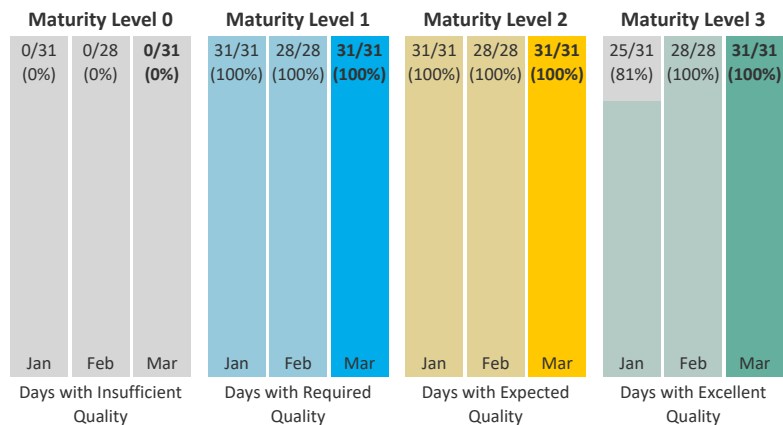 Maturity Level 0
0/31 0/28 0/31
(0%) (0%) (0%)
Jan Feb Mar
Days with Insufficient
Quality
Maturity Level 1
31/31 28/28 31/31
(100%) (100%) (100%)
Jan Feb Mar
Days with Required
Quality
Maturity Level 2
31/31 28/28 31/31
(100%) (100%) (100%)
Jan Feb Mar
Days with Expected
Quality
Maturity Level 3
25/31 28/28 31/31
(81%) (100%) (100%)
Jan Feb Mar
Days with Excellent
Quality